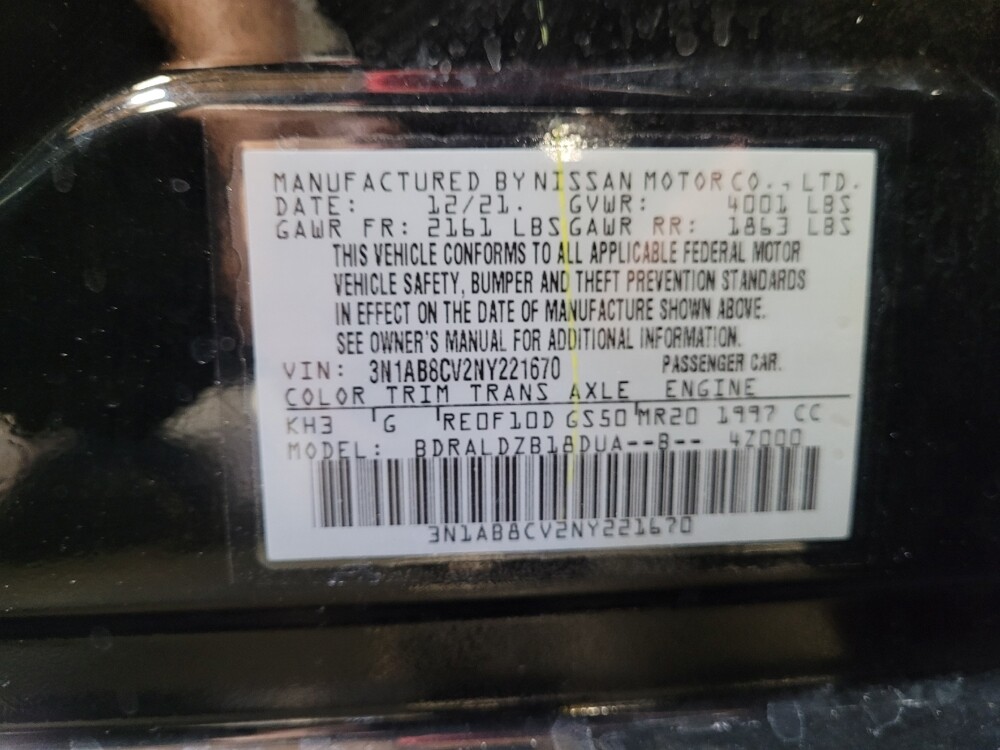 MANUFACTURED BY NISSAN MOTOR CO., LTD.
DATE: 12/21. GVWR: 4001 LBS
GAWR FR: 2161 LBS GAWR RR: 1863 LBS
THIS VEHICLE CONFORMS TO ALL APPLICABLE FEDERAL MOTOR
VEHICLE SAFETY, BUMPER AND THEFT PREVENTION STANDARDS
IN EFFECT ON THE DATE OF MANUFACTURE SHOWN ABOVE.
SEE OWNER'S MANUAL FOR ADDITIONAL INFORMATION.
VIN: 3N1AB8CV2NY221670 PASSENGER CAR.
COLOR TRIM TRANS AXLE ENGINE
KH3 G RE0F10D GS50 MR20 1997 CC
MODEL: BDRALDZB18DUA--B-- 4Z000
3N1AB8CV2NY221670